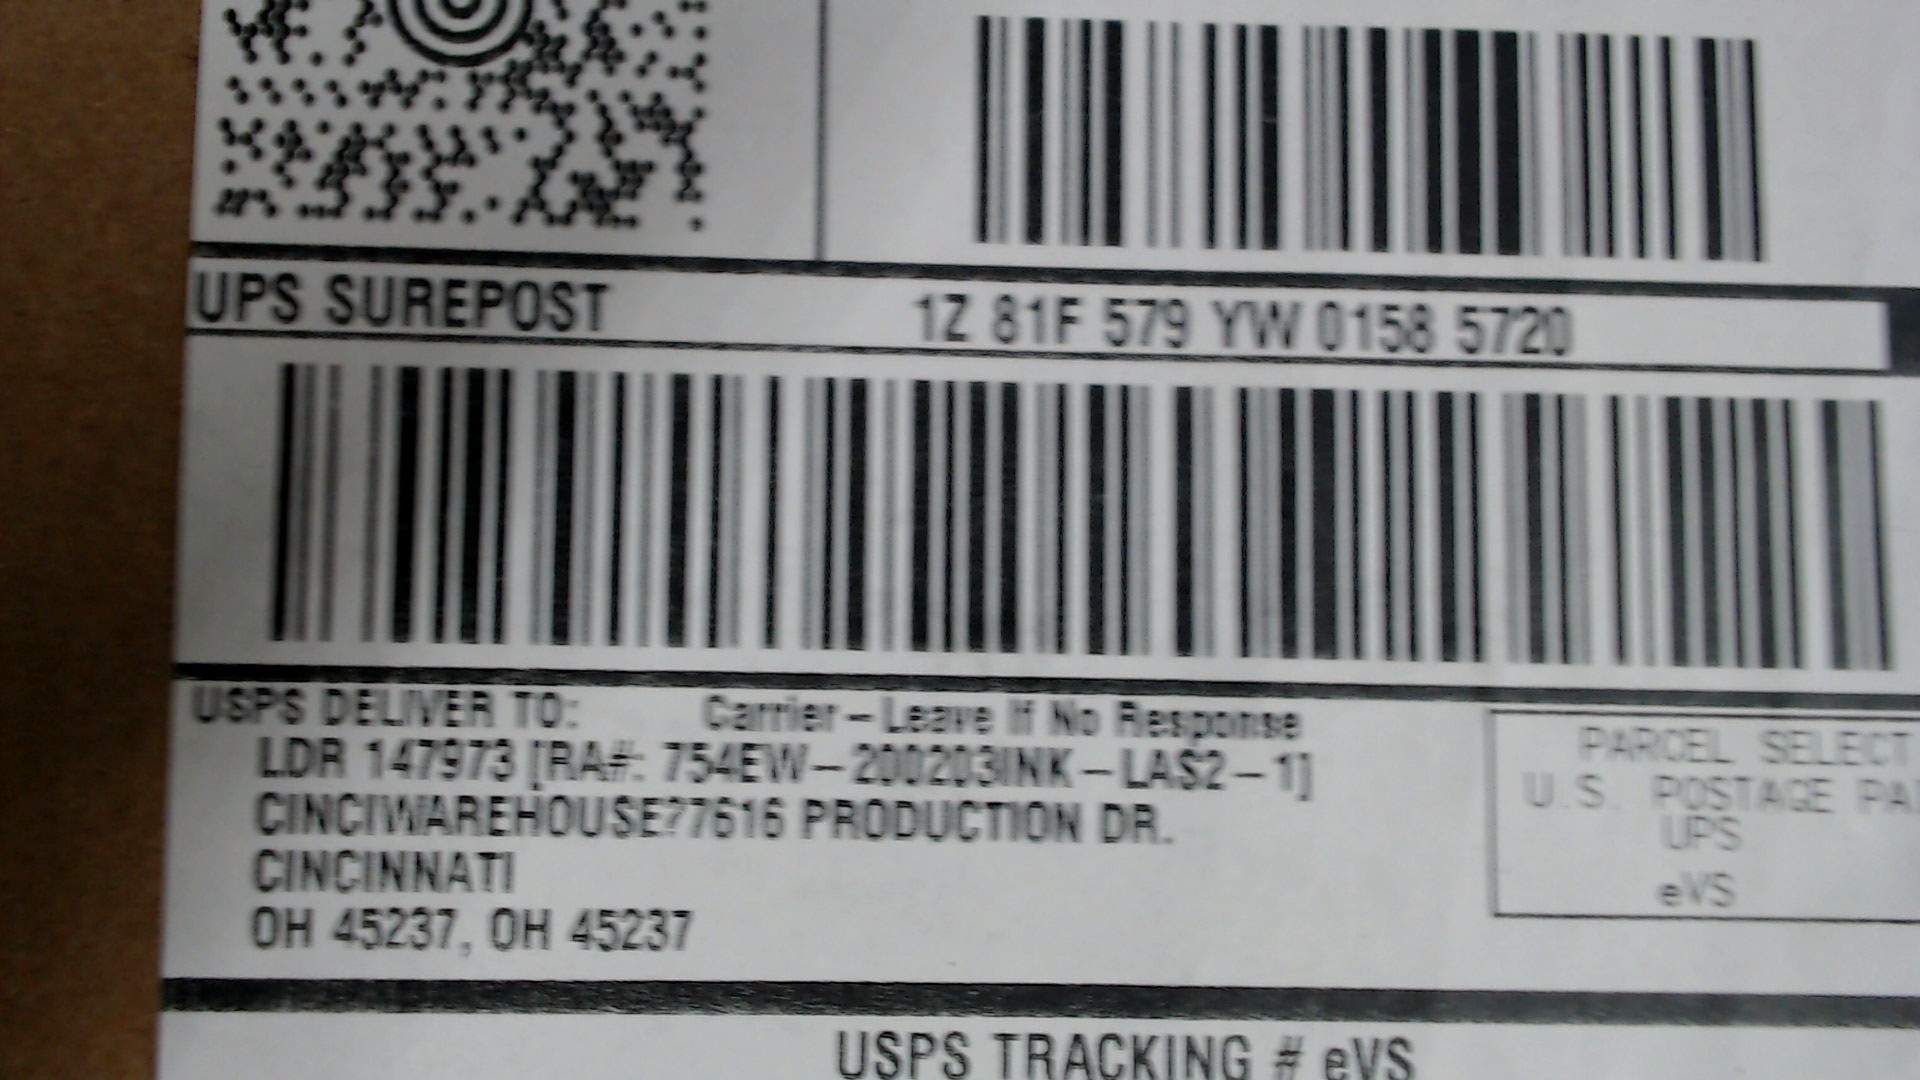 UPS SUREPOST 1Z 81F 579 YW 0158 5720
USPS DELIVER TO: Carrier-Leave If No Response
LDR 147973 [RA#: 754EW-200203INK-LAS2-1]
CINCIWAREHOUSE?7616 PRODUCTION DR.
CINCINNATI
OH 45237, OH 45237
PARCEL SELECT
U.S. POSTAGE PA
UPS
eVS
USPS TRACKING # eVS